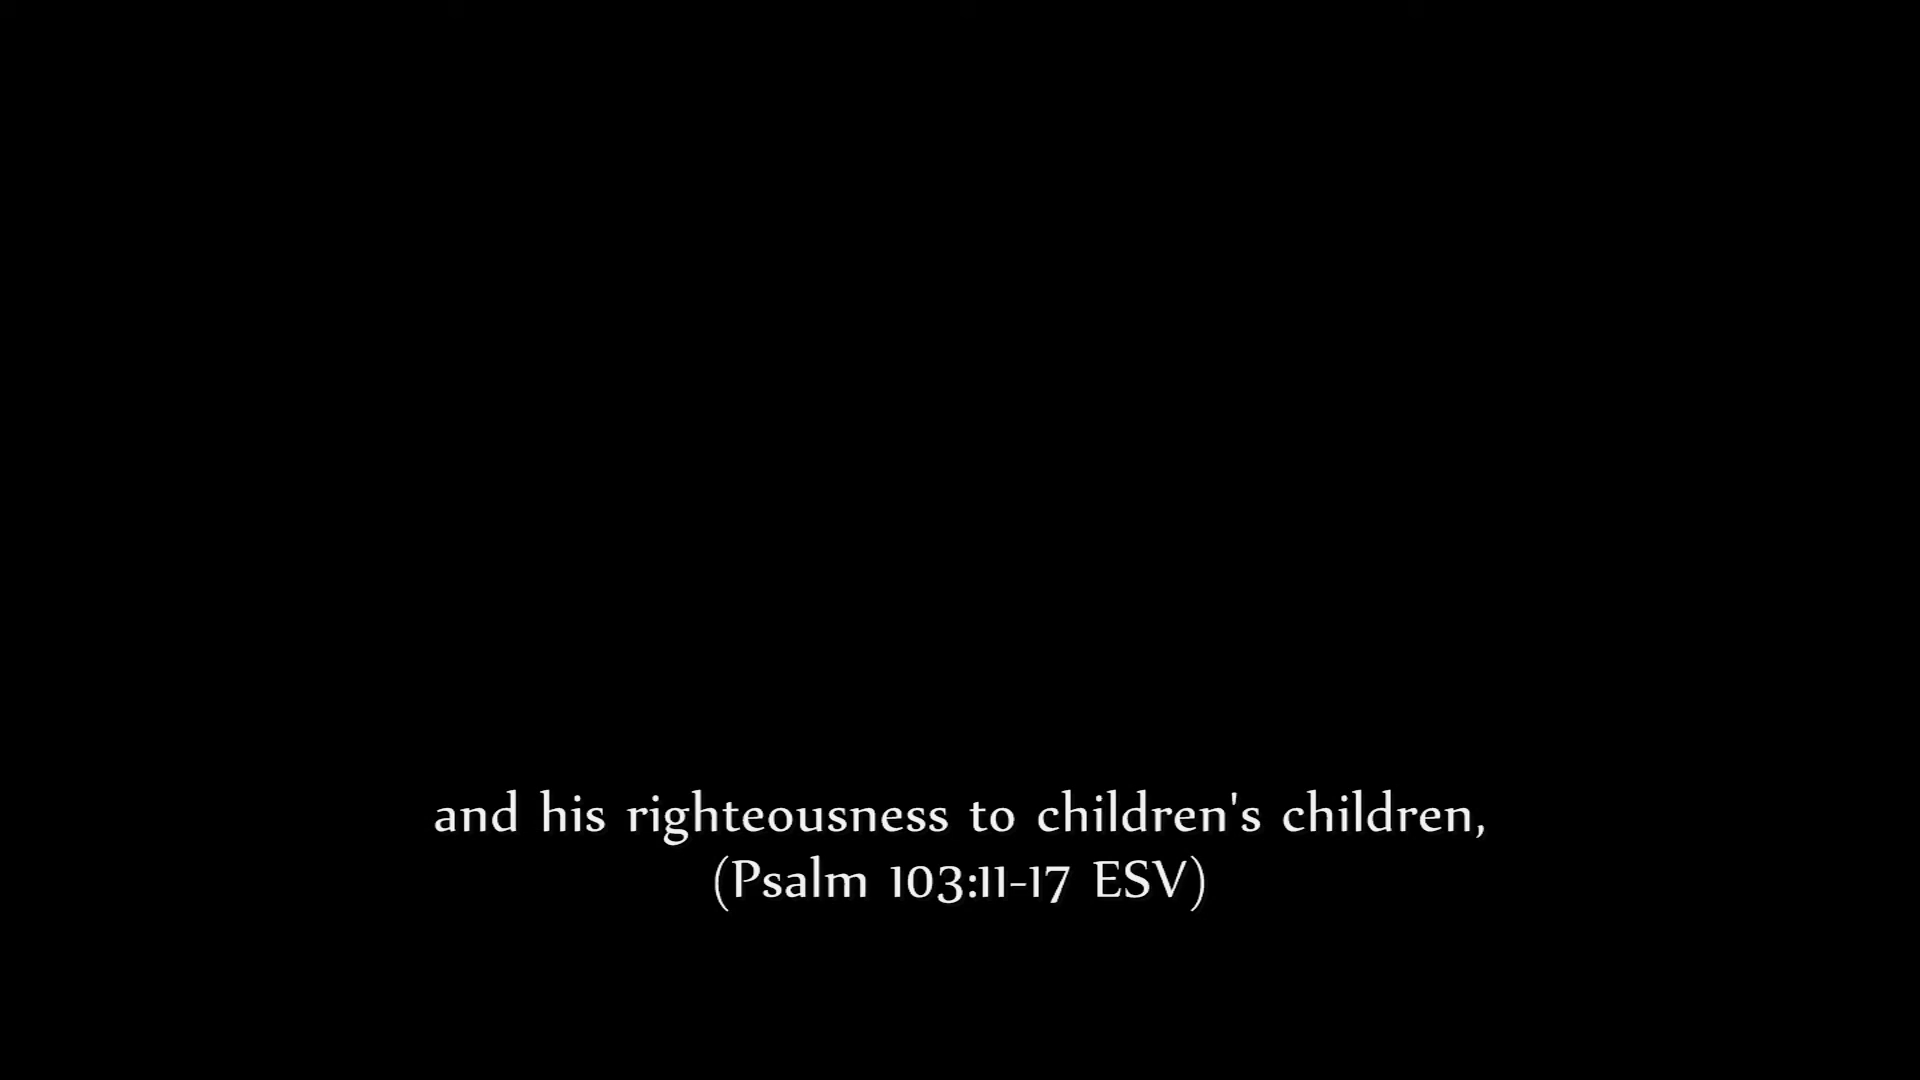 and his righteousness to children's children,
(Psalm 103:11-17 ESV)